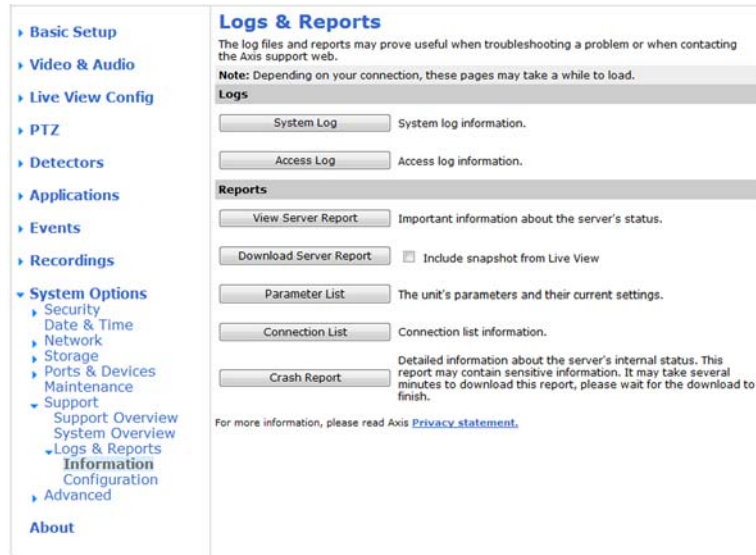 Basic Setup
Video & Audio
Live View Config
PTZ
Detectors
Applications
Events
Recordings
System Options
Security
Date & Time
Network
Storage
Ports & Devices
Maintenance
Support
Support Overview
System Overview
Logs & Reports
Information
Configuration
Advanced
About
Logs & Reports
The log files and reports may prove useful when troubleshooting a problem or when contacting
the Axis support web.
Note: Depending on your connection, these pages may take a while to load.
Logs
System Log System log information.
Access Log Access log information.
Reports
View Server Report Important information about the server's status.
Download Server Report Include snapshot from Live View
Parameter List The unit's parameters and their current settings.
Connection List Connection list information.
Crash Report Detailed information about the server's internal status. This
report may contain sensitive information. It may take several
minutes to download this report, please wait for the download to
finish.
For more information, please read Axis Privacy statement.